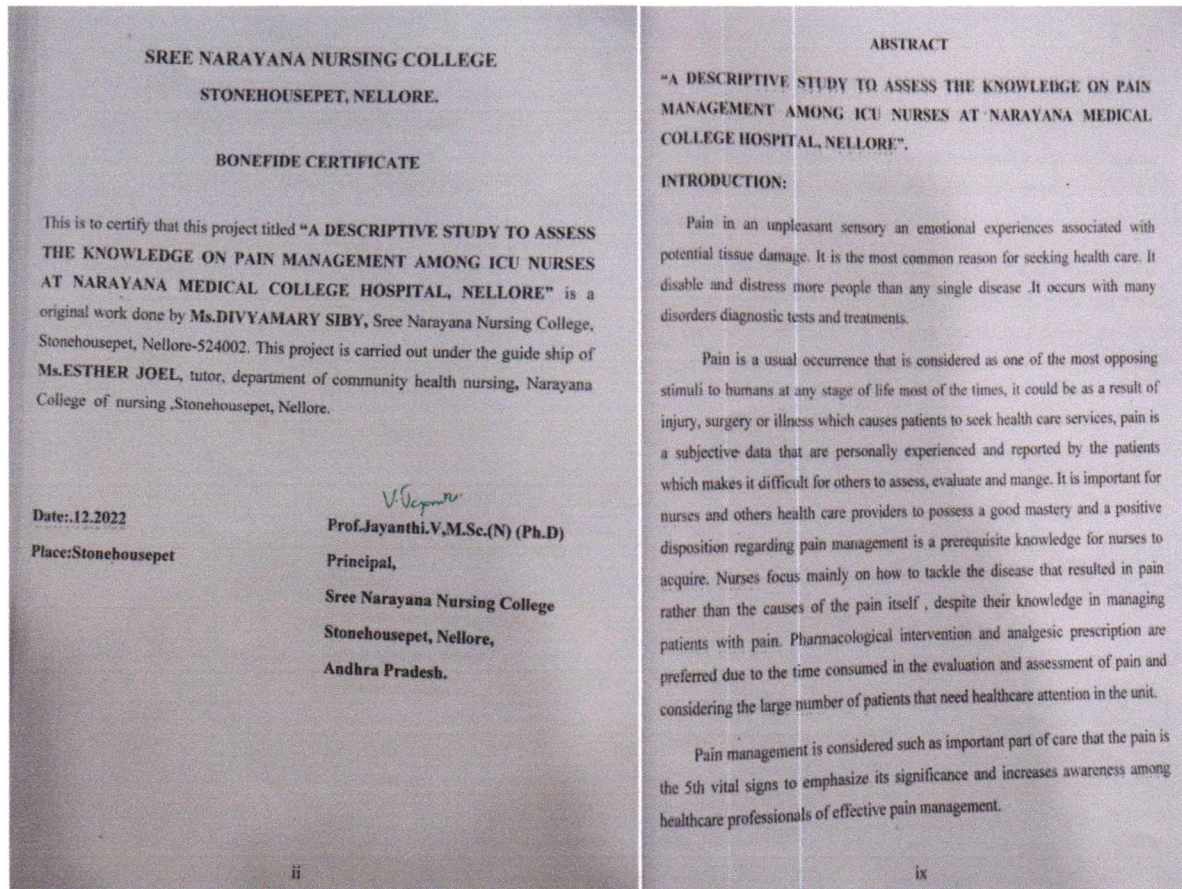 SREE NARAYANA NURSING COLLEGE
STONEHOUSEPET, NELLORE.
BONEFIDE CERTIFICATE
This is to certify that this project titled "A DESCRIPTIVE STUDY TO ASSESS
THE KNOWLEDGE ON PAIN MANAGEMENT AMONG ICU NURSES
AT NARAYANA MEDICAL COLLEGE HOSPITAL, NELLORE" is a
original work done by Ms.DIVYAMARY SIBY, Sree Narayana Nursing College,
Stonehousepet, Nellore-524002. This project is carried out under the guide ship of
Ms.ESTHER JOEL, tutor, department of community health nursing, Narayana
College of nursing ,Stonehousepet, Nellore.
Date:.12.2022
Place:Stonehousepet
Prof.Jayanthi.V,M.Sc.(N) (Ph.D)
Principal,
Sree Narayana Nursing College
Stonehousepet, Nellore,
Andhra Pradesh.
ii
ABSTRACT
"A DESCRIPTIVE STUDY TO ASSESS THE KNOWLEDGE ON PAIN
MANAGEMENT AMONG ICU NURSES AT NARAYANA MEDICAL
COLLEGE HOSPITAL, NELLORE".
INTRODUCTION:
Pain in an unpleasant sensory an emotional experiences associated with
potential tissue damage. It is the most common reason for seeking health care. It
disable and distress more people than any single disease .It occurs with many
disorders diagnostic tests and treatments.
Pain is a usual occurrence that is considered as one of the most opposing
stimuli to humans at any stage of life most of the times, it could be as a result of
injury, surgery or illness which causes patients to seek health care services, pain is
a subjective data that are personally experienced and reported by the patients
which makes it difficult for others to assess, evaluate and mange. It is important for
nurses and others health care providers to possess a good mastery and a positive
disposition regarding pain management is a prerequisite knowledge for nurses to
acquire. Nurses focus mainly on how to tackle the disease that resulted in pain
rather than the causes of the pain itself , despite their knowledge in managing
patients with pain. Pharmacological intervention and analgesic prescription are
preferred due to the time consumed in the evaluation and assessment of pain and
considering the large number of patients that need healthcare attention in the unit.
Pain management is considered such as important part of care that the pain is
the 5th vital signs to emphasize its significance and increases awareness among
healthcare professionals of effective pain management.
ix